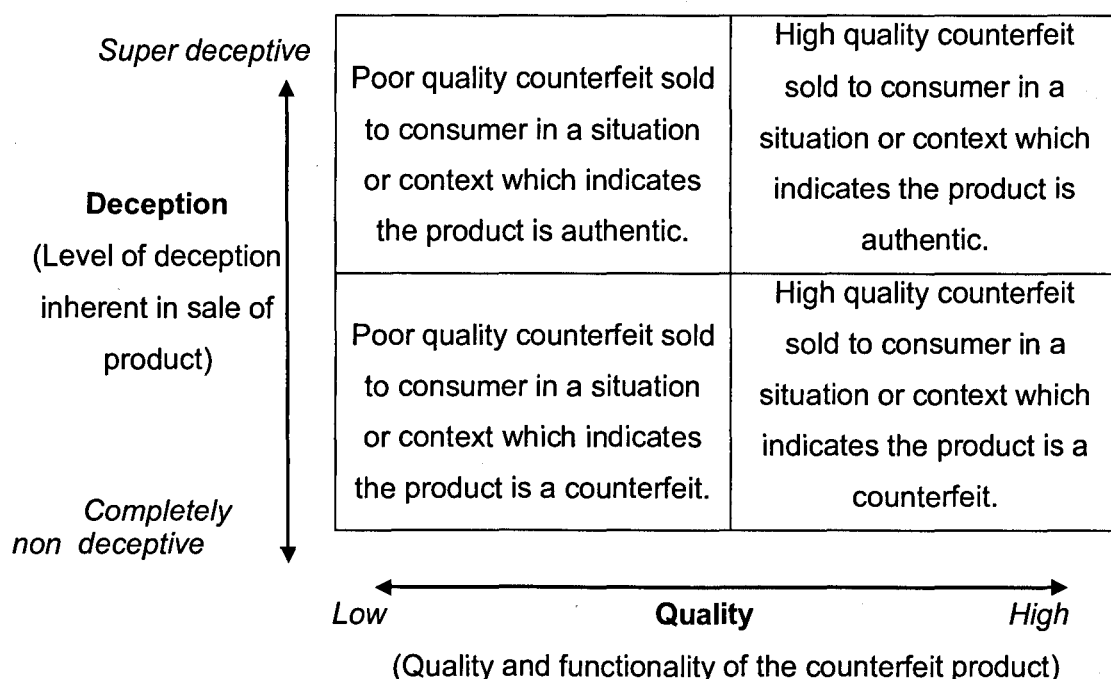 Super deceptive
Deception
(Level of deception
inherent in sale of
product)
Completely
non deceptive
Poor quality counterfeit sold
to consumer in a situation
or context which indicates
the product is authentic.
High quality counterfeit
sold to consumer in a
situation or context which
indicates the product is
authentic.
Poor quality counterfeit sold
to consumer in a situation
or context which indicates
the product is a counterfeit.
High quality counterfeit
sold to consumer in a
situation or context which
indicates the product is a
counterfeit.
Low Quality High
(Quality and functionality of the counterfeit product)